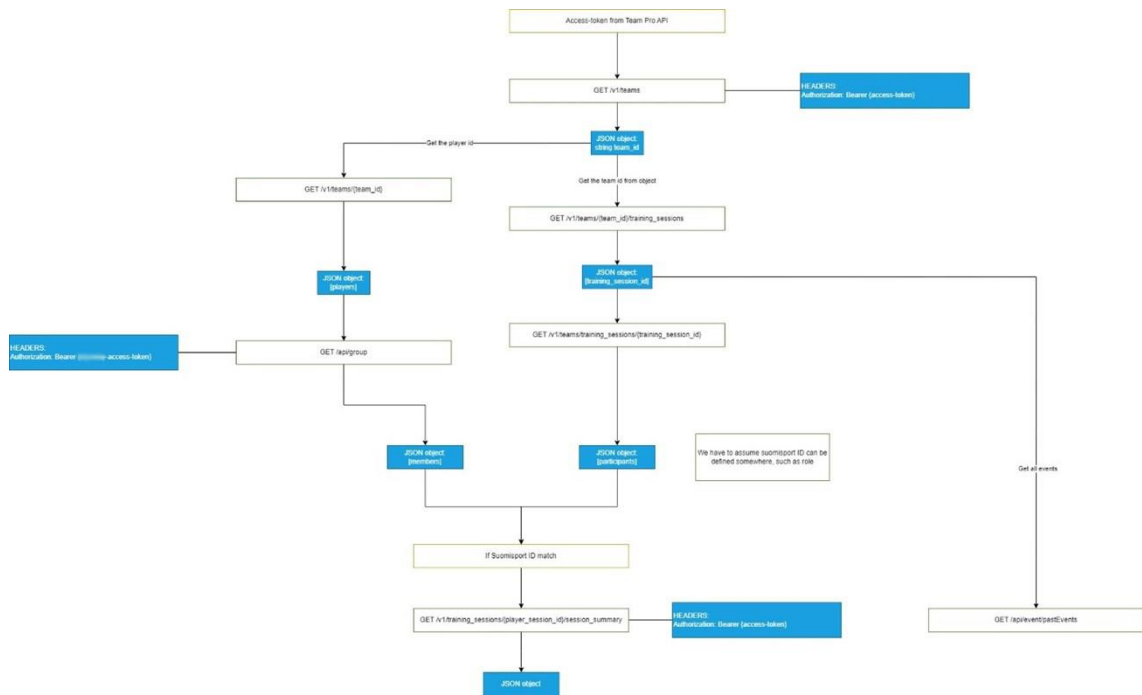 Access-token from Team Pro API
GET /v1/teams
HEADERS:
Authorization: Bearer {access-token}
JSON object:
string team_id
Get the player id
GET /v1/teams/{team_id}
Get the team id from object
GET /v1/teams/{team_id}/training_sessions
JSON object:
[players]
JSON object:
[training_session_id]
GET /v1/teams/training_sessions/{training_session_id}
HEADERS:
Authorization: Bearer -access-token)
GET /api/group
JSON object:
[members]
JSON object:
[participants]
We have to assume suomisport ID can be
defined somewhere, such as role
Get all events
If Suomisport ID match
GET /v1/training_sessions/{player_session_id}/session_summary
HEADERS:
Authorization: Bearer {access-token}
GET /api/event/pastEvents
JSON object